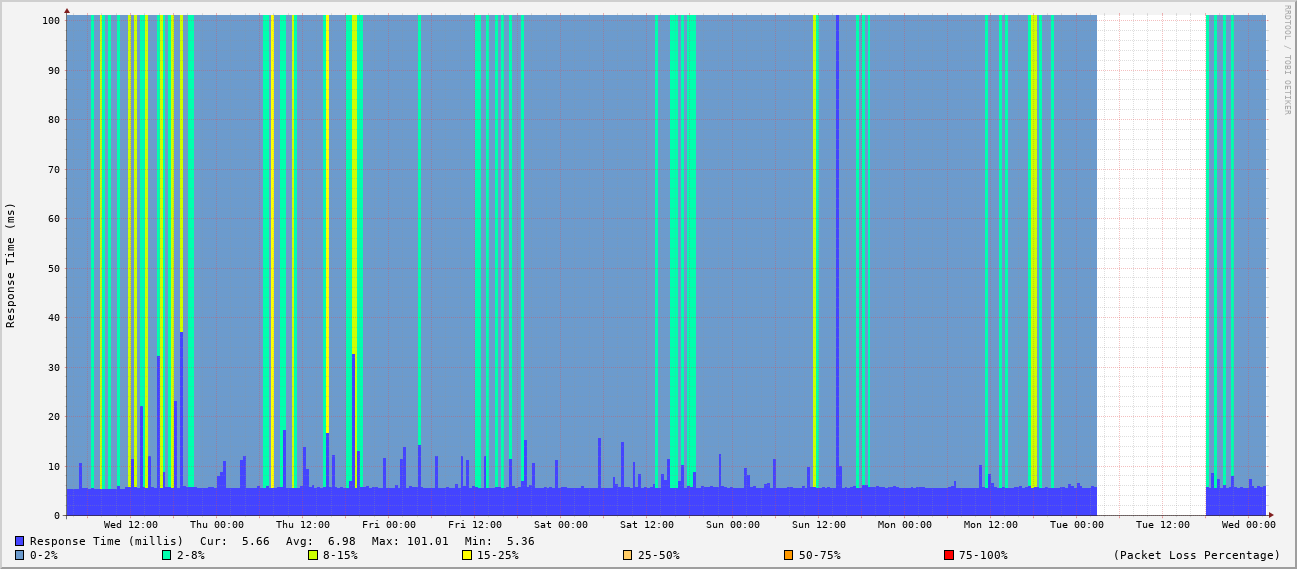 RRDTOOL / TOBI OETIKER
Response Time (ms)
100
90
80
70
60
50
40
30
20
10
0
Wed 12:00 Thu 00:00 Thu 12:00 Fri 00:00 Fri 12:00 Sat 00:00 Sat 12:00 Sun 00:00 Sun 12:00 Mon 00:00 Mon 12:00 Tue 00:00 Tue 12:00 Wed 00:00
Response Time (millis) Cur: 5.66 Avg: 6.98 Max: 101.01 Min: 5.36
0-2% 2-8% 8-15% 15-25% 25-50% 50-75% 75-100% (Packet Loss Percentage)